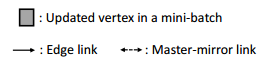 : Updated vertex in a mini-batch
: Edge link : Master-mirror link